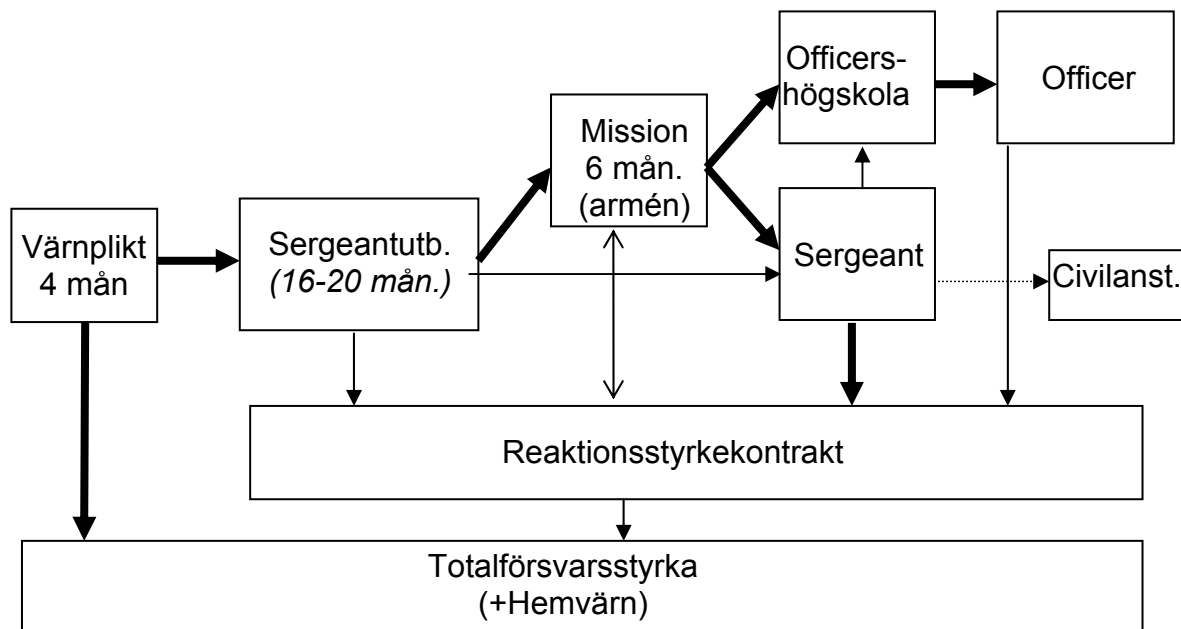 Officers-
högskola
Officer
Mission
6 mån.
(armén)
Värnplikt
4 mån
Sergeantutb.
(16-20 mån.)
Sergeant
Civilanst.
Reaktionsstyrkekontrakt
Totalförsvarsstyrka
(+Hemvärn)